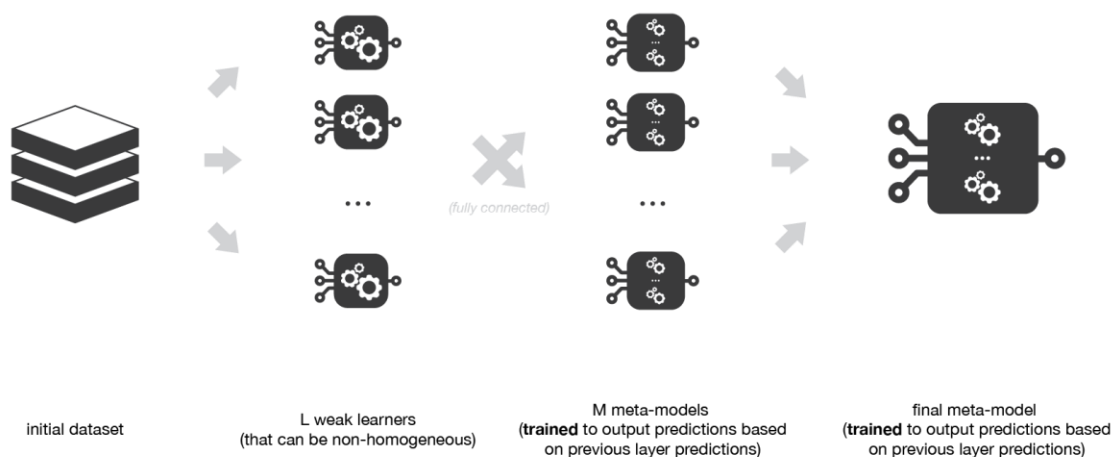 (fully connected)
initial dataset
L weak learners
(that can be non-homogeneous)
M meta-models
(trained to output predictions based
on previous layer predictions)
final meta-model
(trained to output predictions based
on previous layer predictions)